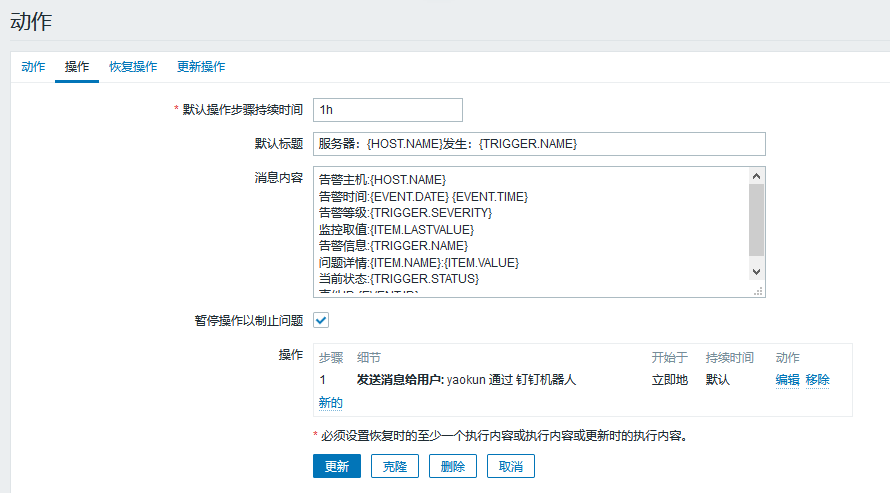 动作
动作 操作 恢复操作 更新操作
* 默认操作步骤持续时间 1h
默认标题 服务器：{HOST.NAME}发生：{TRIGGER.NAME}
消息内容 告警主机:{HOST.NAME}
告警时间:{EVENT.DATE} {EVENT.TIME}
告警等级:{TRIGGER.SEVERITY}
监控取值:{ITEM.LASTVALUE}
告警信息:{TRIGGER.NAME}
问题详情:{ITEM.NAME}:{ITEM.VALUE}
当前状态:{TRIGGER.STATUS}
暂停操作以制止问题
操作 步骤 细节 开始于 持续时间 动作
1 发送消息给用户: yaokun 通过 钉钉机器人 立即地 默认 编辑 移除
新的
* 必须设置恢复时的至少一个执行内容或执行内容或更新时的执行内容。
更新 克隆 删除 取消